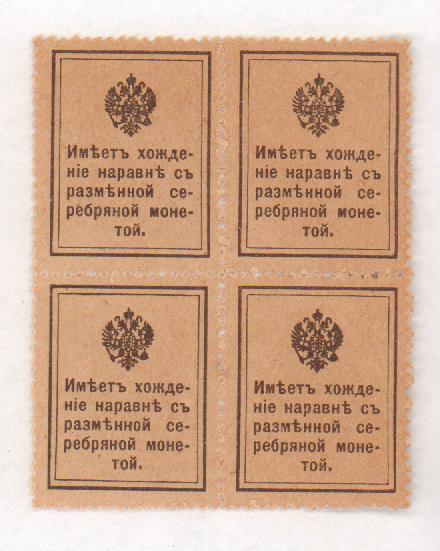 Имѣетъ хожде-
ніе наравнѣ съ
размѣнной се-
ребряной моне-
той.
Имѣетъ хожде-
ніе наравнѣ съ
размѣнной се-
ребряной моне-
той.
Имѣетъ хожде-
ніе наравнѣ съ
размѣнной се-
ребряной моне-
той.
Имѣетъ хожде-
ніе наравнѣ съ
размѣнной се-
ребряной моне-
той.